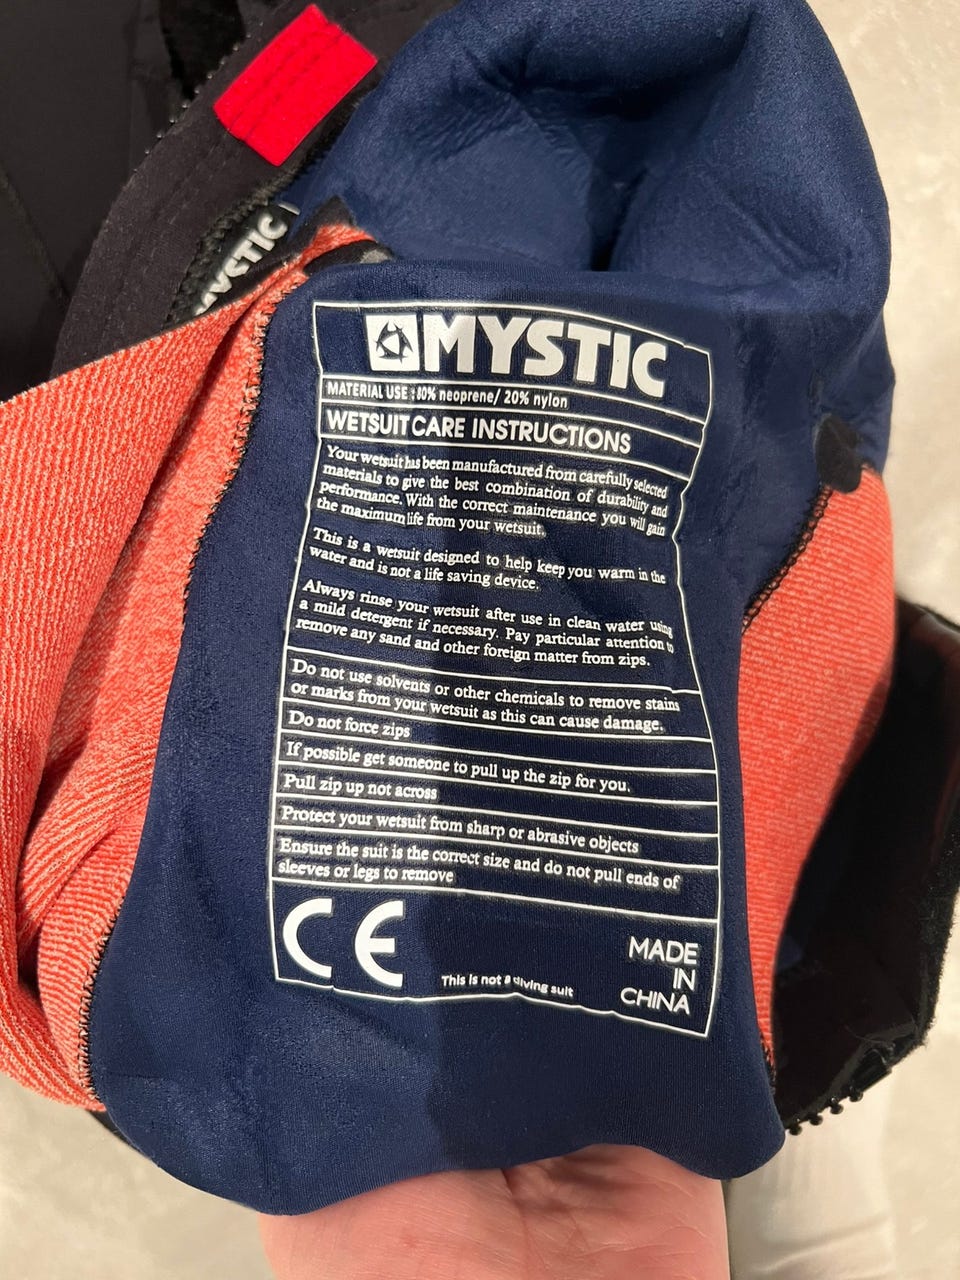 MYSTIC
MYSTIC
MATERIAL USE : 80% neoprene/ 20% nylon
WETSUIT CARE INSTRUCTIONS
Your wetsuit has been manufactured from carefully selected
materials to give the best combination of durability and
performance. With the correct maintenance you will gain
the maximum life from your wetsuit.
This is a wetsuit designed to help keep you warm in the
water and is not a life saving device.
Always rinse your wetsuit after use in clean water using
a mild detergent if necessary. Pay particular attention to
remove any sand and other foreign matter from zips.
Do not use solvents or other chemicals to remove stains
or marks from your wetsuit as this can cause damage.
Do not force zips
If possible get someone to pull up the zip for you.
Pull zip up not across
Protect your wetsuit from sharp or abrasive objects
Ensure the suit is the correct size and do not pull ends of
sleeves or legs to remove
CE
This is not a diving suit
MADE
IN
CHINA